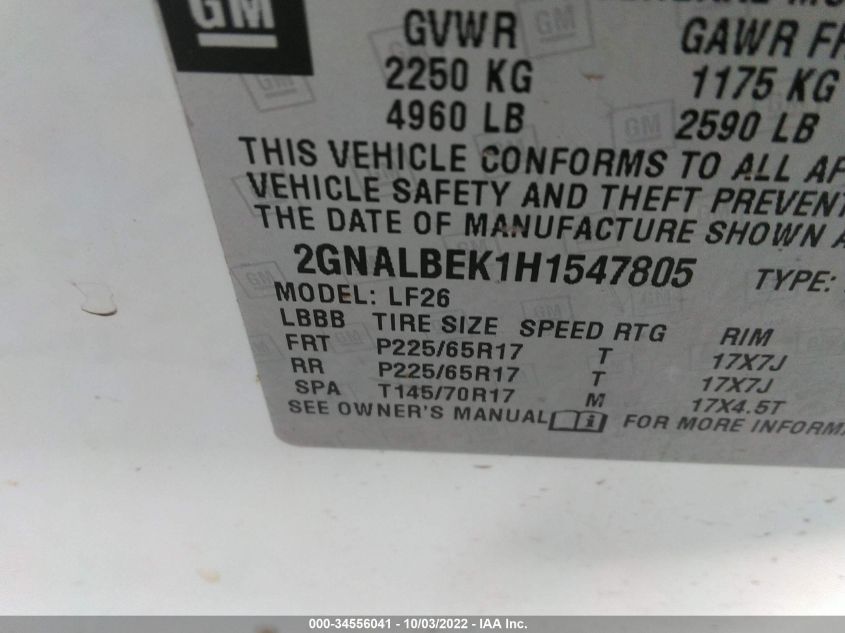 GM
GVWR GAWR
2250 KG 1175 KG
4960 LB 2590 LB
THIS VEHICLE CONFORMS TO ALL
VEHICLE SAFETY AND THEFT PREVENT
THE DATE OF MANUFACTURE SHOWN
2GNALBEK1H1547805 TYPE:
MODEL: LF26
LBBB TIRE SIZE SPEED RTG RIM
FRT P225/65R17 T 17X7J
RR P225/65R17 T 17X7J
SPA T145/70R17 M 17X4.5T
SEE OWNER'S MANUAL FOR MORE INFORMA
000-34556041 - 10/03/2022 - IAA Inc.